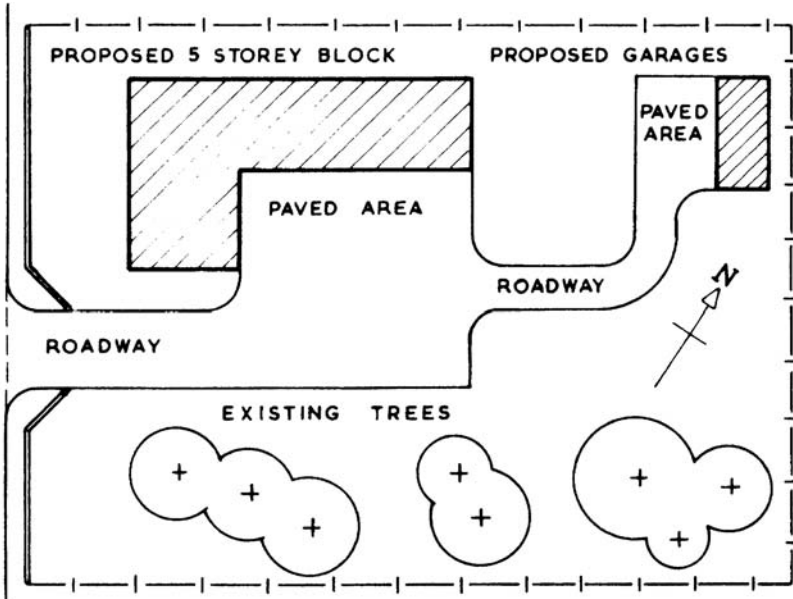 PROPOSED 5 STOREY BLOCK
PROPOSED GARAGES
PAVED
AREA
PAVED AREA
ROADWAY
N
ROADWAY
EXISTING TREES